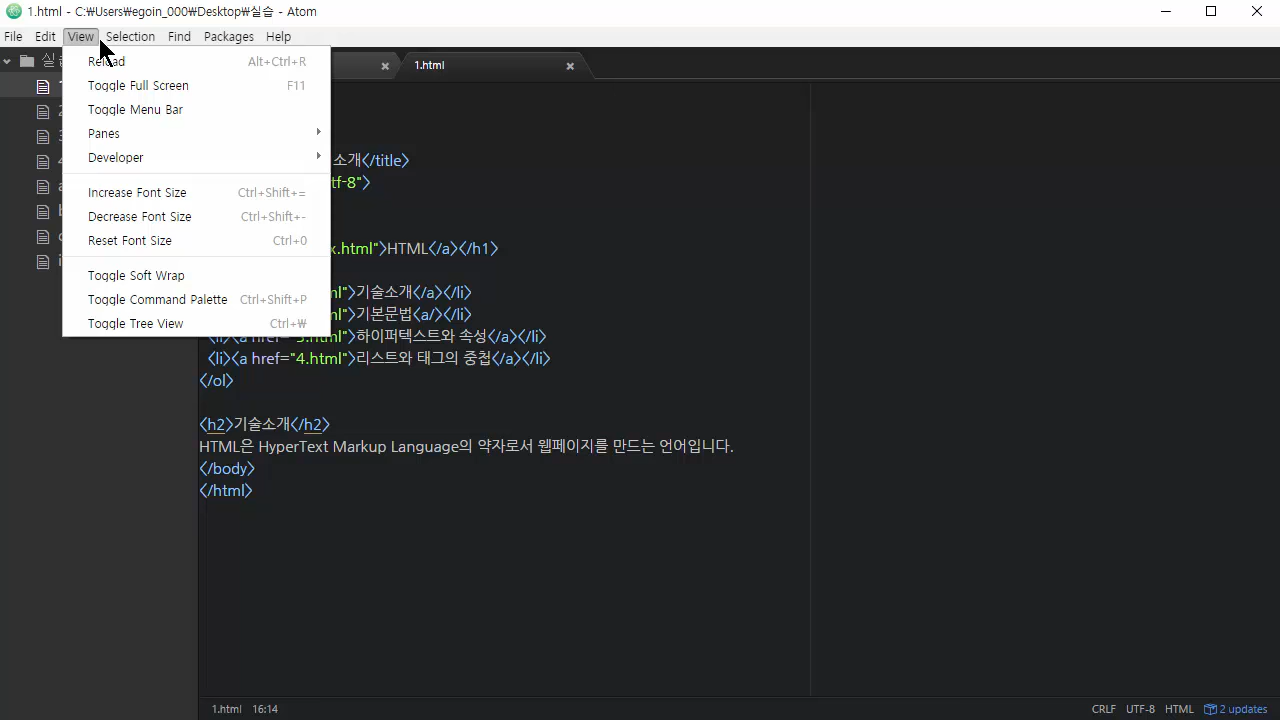 1.html - C:₩Users₩egoin_000₩Desktop₩실습 - Atom
File Edit View Selection Find Packages Help
Reload Alt+Ctrl+R
Toggle Full Screen F11
Toggle Menu Bar
Panes
Developer
Increase Font Size Ctrl+Shift+=
Decrease Font Size Ctrl+Shift+-
Reset Font Size Ctrl+0
Toggle Soft Wrap
Toggle Command Palette Ctrl+Shift+P
Toggle Tree View Ctrl+₩
1.html
소개</title>
tf-8">
x.html">HTML</a></h1>
ml">기술소개</a></li>
ml">기본문법<a/></li>
<li><a href="3.html">하이퍼텍스트와 속성</a></li>
<li><a href="4.html">리스트와 태그의 중첩</a></li>
</ol>
<h2>기술소개</h2>
HTML은 HyperText Markup Language의 약자로서 웹페이지를 만드는 언어입니다.
</body>
</html>
1.html 16:14 CRLF UTF-8 HTML 2 updates